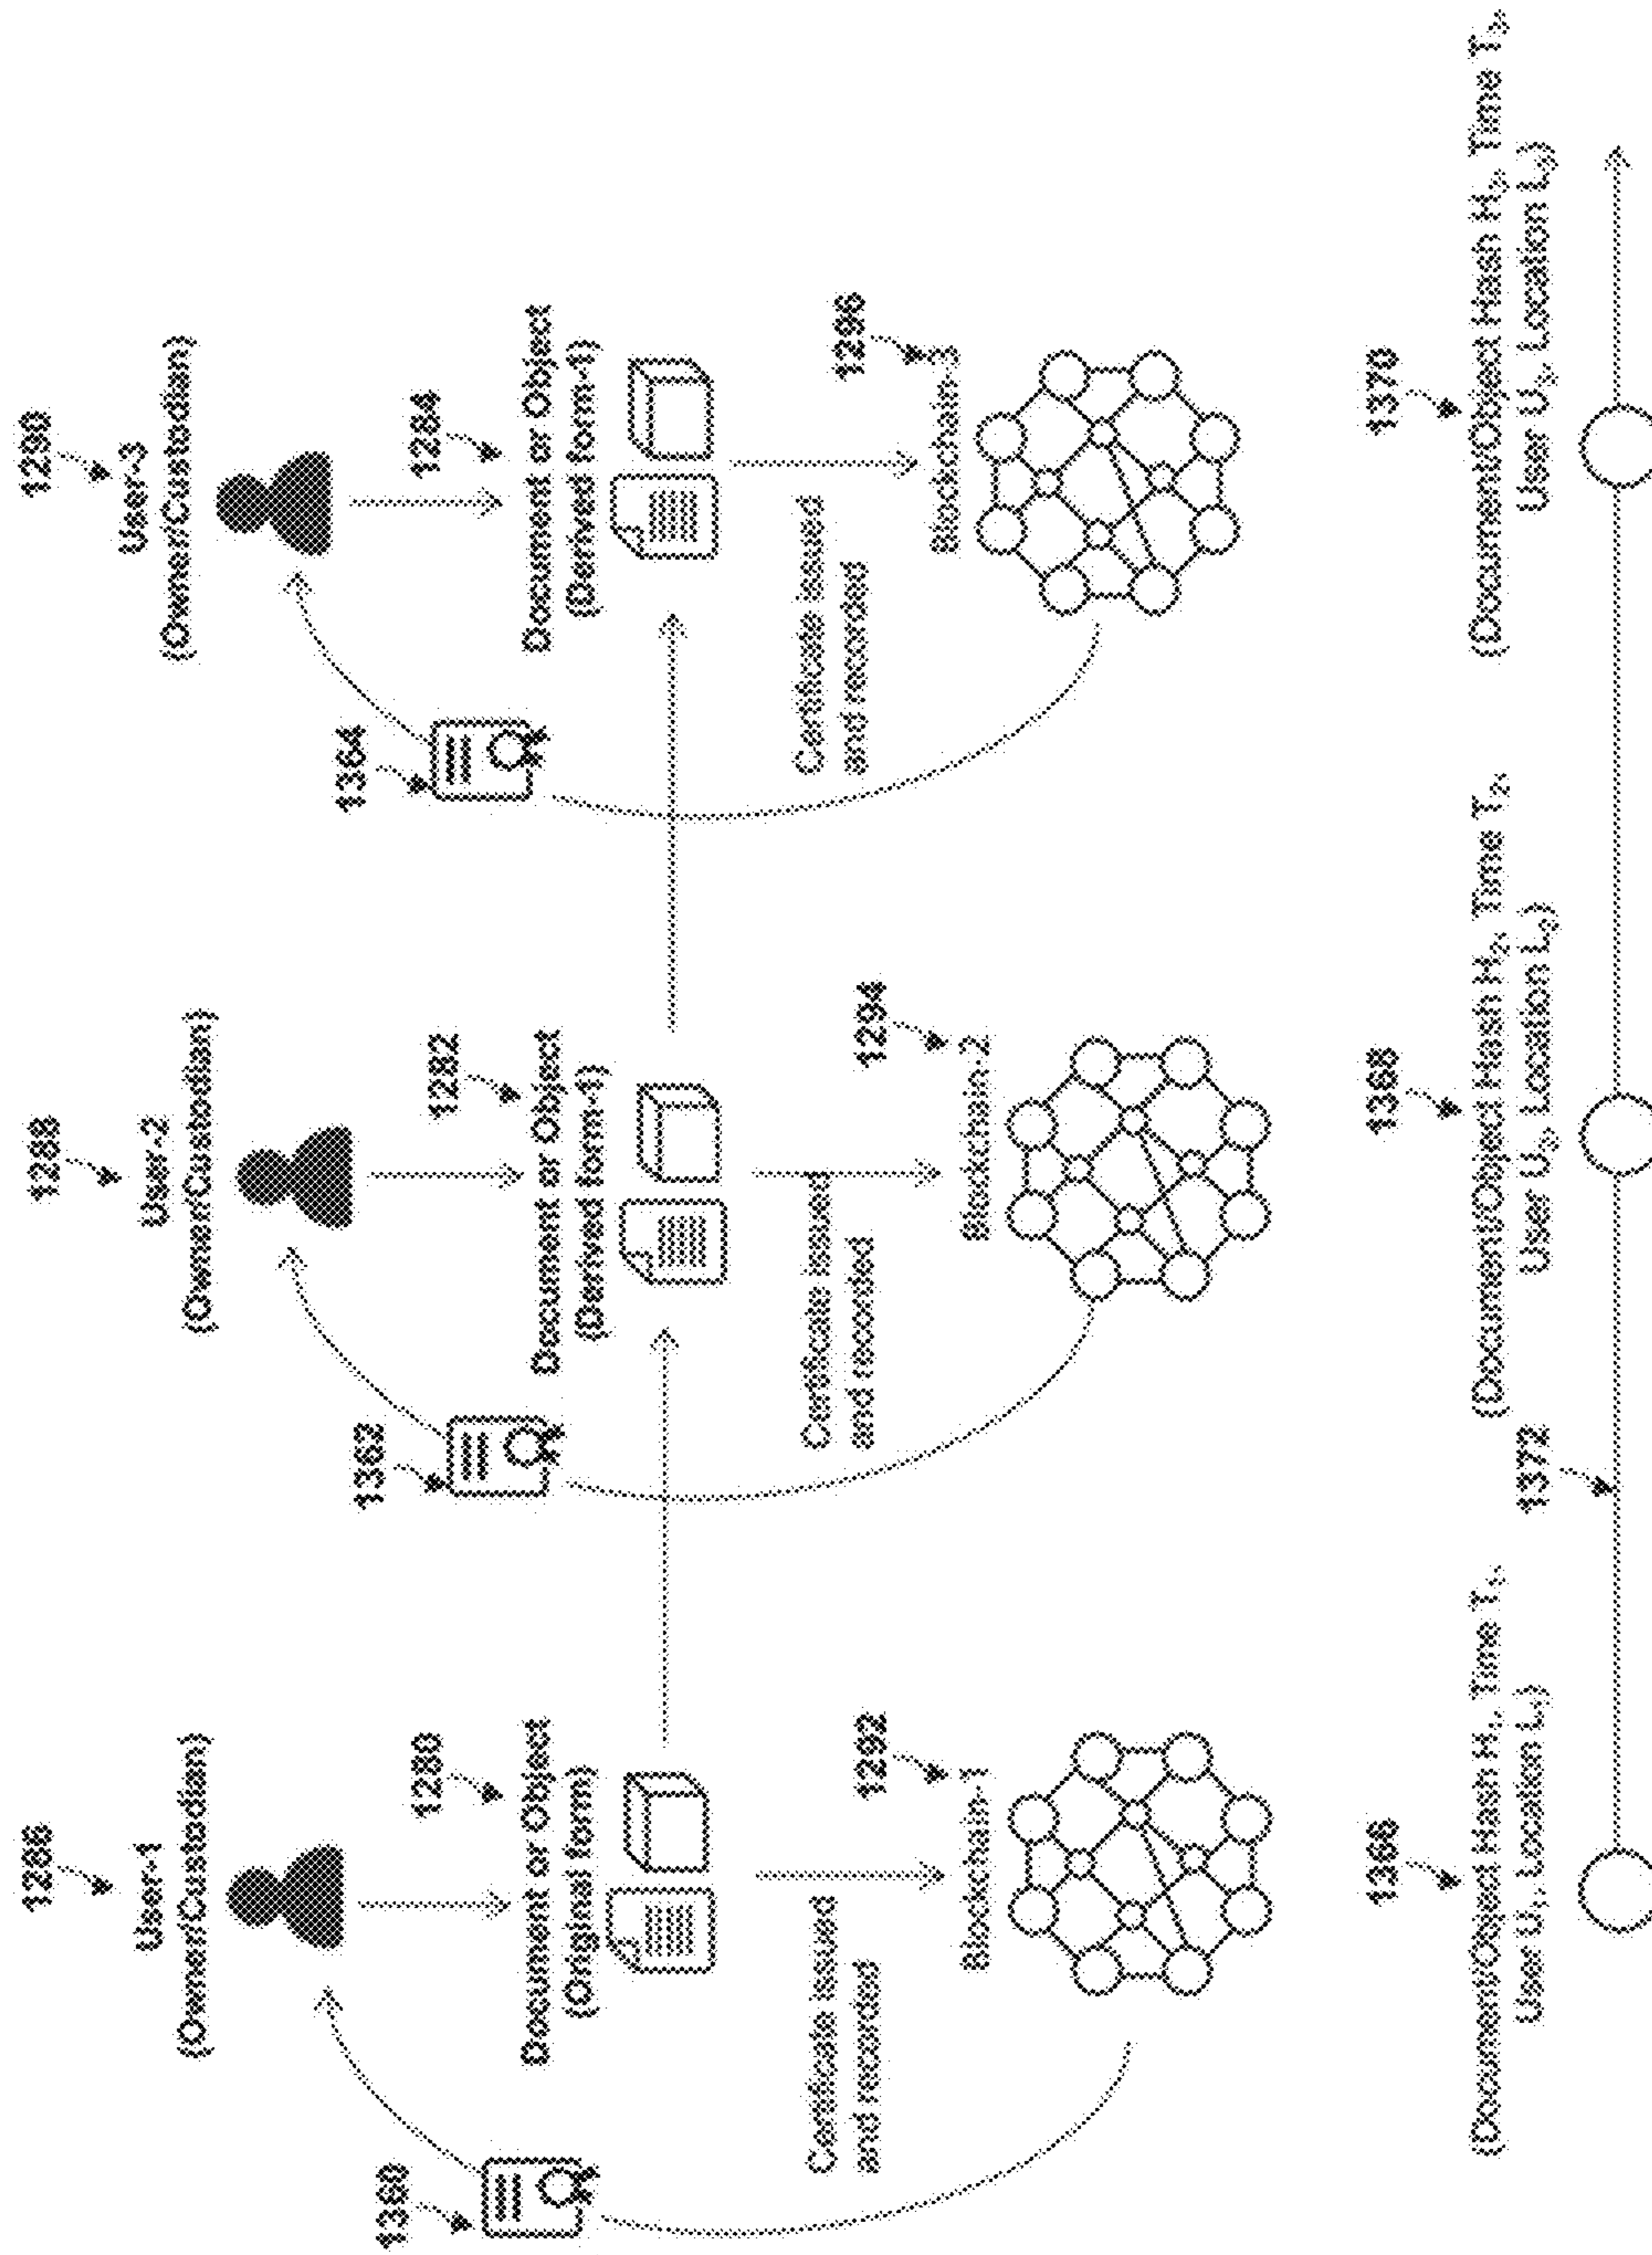 1286
User-1
(Owner/Custodian)
1360
1280
Document or Object
(Original form)
Certificate issued
and recorded
1292
Blockchain-1
1288
User-2
(Owner/Custodian)
1362
1282
Document or Object
(Derived form-1)
Certificate issued
and recorded
1294
Blockchain-2
1290
User-3
(Owner/Custodian)
1364
1284
Document or Object
(Derived form-1)
Certificate issued
and recorded
1296
Blockchain-3
1366
(Document/Object Hash H₁, Time T₁,
User U₁, Location L₁)
1372
1368
(Document/Object Hash H₂, Time T₂,
User U₂, Location L₂)
1370
(Document/Object Hash H₃, Time T₃,
User U₃, Location L₃)